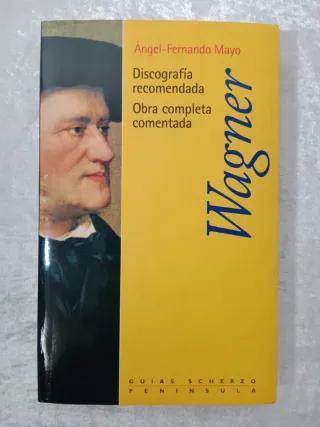 Ángel-Fernando Mayo
Discografía
recomendada
Obra completa
comentada
Wagner
GUÍAS SCHERZO
PENÍNSULA